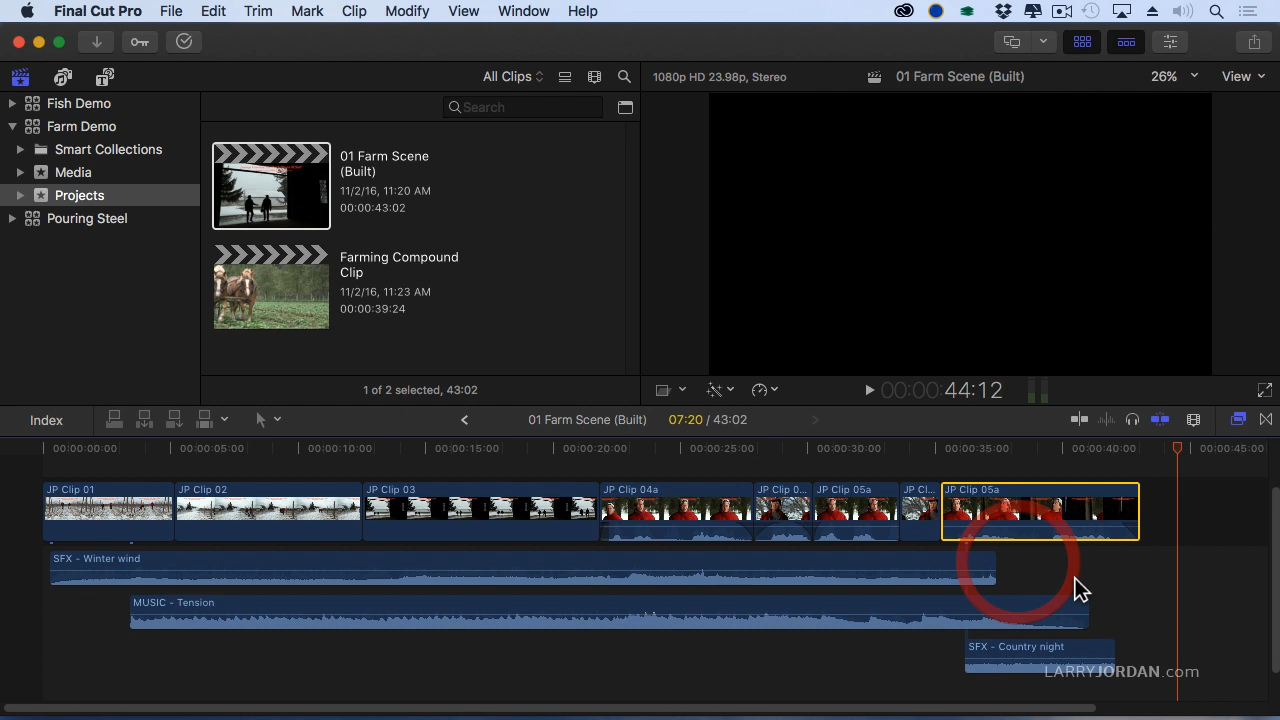 Final Cut Pro File Edit Trim Mark Clip Modify View Window Help
All Clips 1080p HD 23.98p, Stereo 01 Farm Scene (Built) 26% View
Fish Demo
Farm Demo
Smart Collections
Media
Projects
Pouring Steel
Search
01 Farm Scene
(Built)
11/2/16, 11:20 AM
00:00:43:02
Farming Compound
Clip
11/2/16, 11:23 AM
00:00:39:24
1 of 2 selected, 43:02
00:00:44:12
Index 01 Farm Scene (Built) 07:20 / 43:02
00:00:00:00 00:00:05:00 00:00:10:00 00:00:15:00 00:00:20:00 00:00:25:00 00:00:30:00 00:00:35:00 00:00:40:00 00:00:45:00
JP Clip 01 JP Clip 02 JP Clip 03 JP Clip 04a JP Clip 0... JP Clip 05a JP Cl... JP Clip 05a
SFX - Winter wind
MUSIC - Tension
SFX - Country night
LARRYJORDAN.com